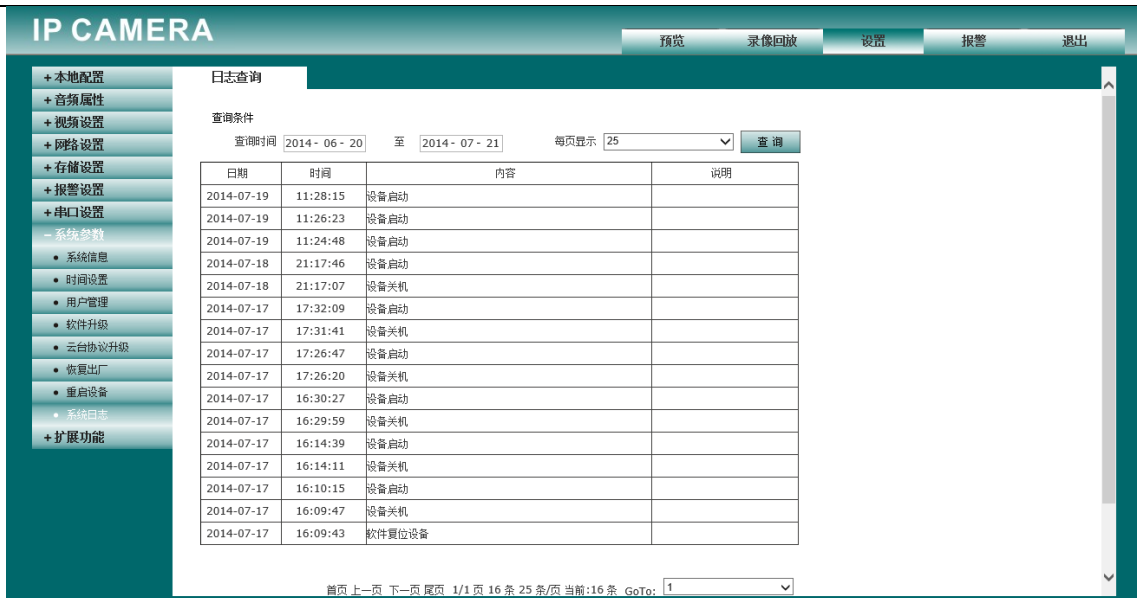 IP CAMERA
预览 录像回放 设置 报警 退出
+本地配置
+音频属性
+视频设置
+网络设置
+存储设置
+报警设置
+串口设置
-系统参数
• 系统信息
• 时间设置
• 用户管理
• 软件升级
• 云台协议升级
• 恢复出厂
• 重启设备
• 系统日志
+扩展功能
日志查询
查询条件
查询时间 2014-06-20 至 2014-07-21 每页显示 25 查询
日期 时间 内容 说明
2014-07-19 11:28:15 设备启动
2014-07-19 11:26:23 设备启动
2014-07-19 11:24:48 设备启动
2014-07-18 21:17:46 设备启动
2014-07-18 21:17:07 设备关机
2014-07-17 17:32:09 设备启动
2014-07-17 17:31:41 设备关机
2014-07-17 17:26:47 设备启动
2014-07-17 17:26:20 设备关机
2014-07-17 16:30:27 设备启动
2014-07-17 16:29:59 设备关机
2014-07-17 16:14:39 设备启动
2014-07-17 16:14:11 设备关机
2014-07-17 16:10:15 设备启动
2014-07-17 16:09:47 设备关机
2014-07-17 16:09:43 软件复位设备
首页 上一页 下一页 尾页 1/1 页 16 条 25 条/页 当前:16 条 GoTo: 1